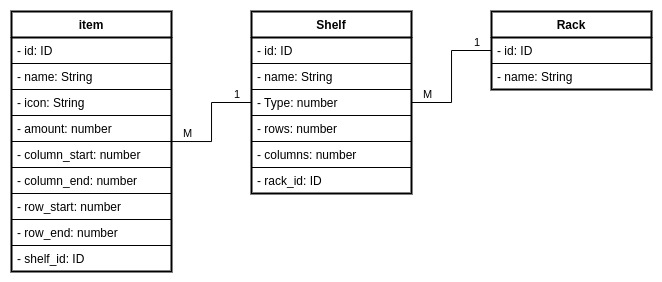 item
- id: ID
- name: String
- icon: String
- amount: number
- column_start: number
- column_end: number
- row_start: number
- row_end: number
- shelf_id: ID
M
1
Shelf
- id: ID
- name: String
- Type: number
- rows: number
- columns: number
- rack_id: ID
M
1
Rack
- id: ID
- name: String